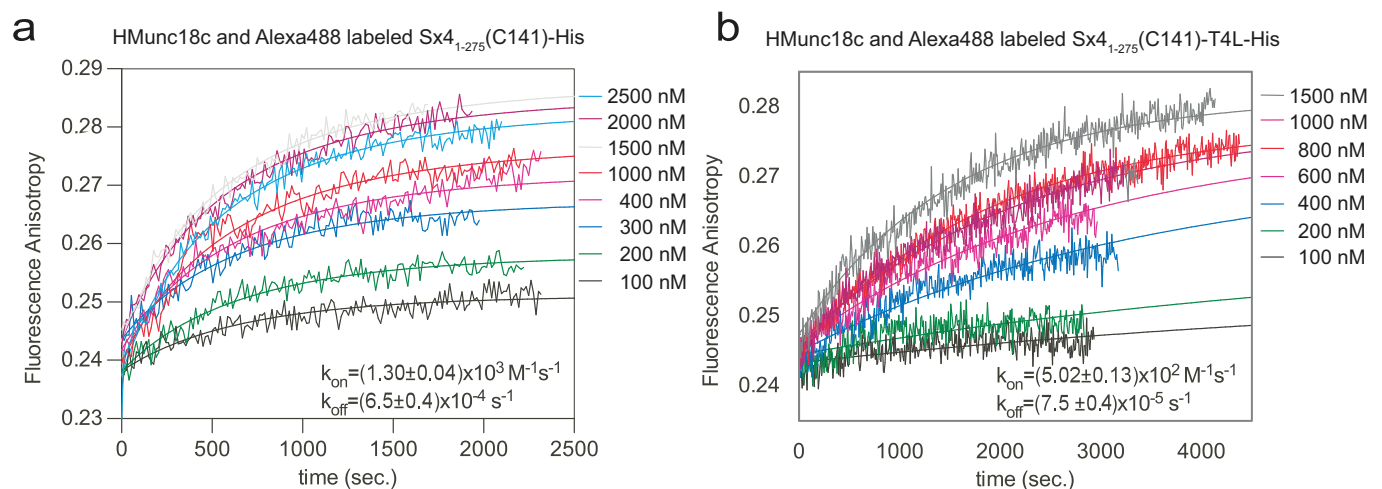 a
HMunc18c and Alexa488 labeled Sx4₁₋₂₇₅(C141)-His
Fluorescence Anisotropy
0.29
0.28
0.27
0.26
0.25
0.24
0.23
0
500
1000
1500
2000
2500
time (sec.)
2500 nM
2000 nM
1500 nM
1000 nM
400 nM
300 nM
200 nM
100 nM
kₒₙ=(1.30±0.04)x10³ M⁻¹s⁻¹
kₒff=(6.5±0.4)x10⁻⁴ s⁻¹
b
HMunc18c and Alexa488 labeled Sx4₁₋₂₇₅(C141)-T4L-His
Fluorescence Anisotropy
0.28
0.27
0.26
0.25
0.24
0
1000
2000
3000
4000
time (sec.)
1500 nM
1000 nM
800 nM
600 nM
400 nM
200 nM
100 nM
kₒₙ=(5.02±0.13)x10² M⁻¹s⁻¹
kₒff=(7.5 ±0.4)x10⁻⁵ s⁻¹